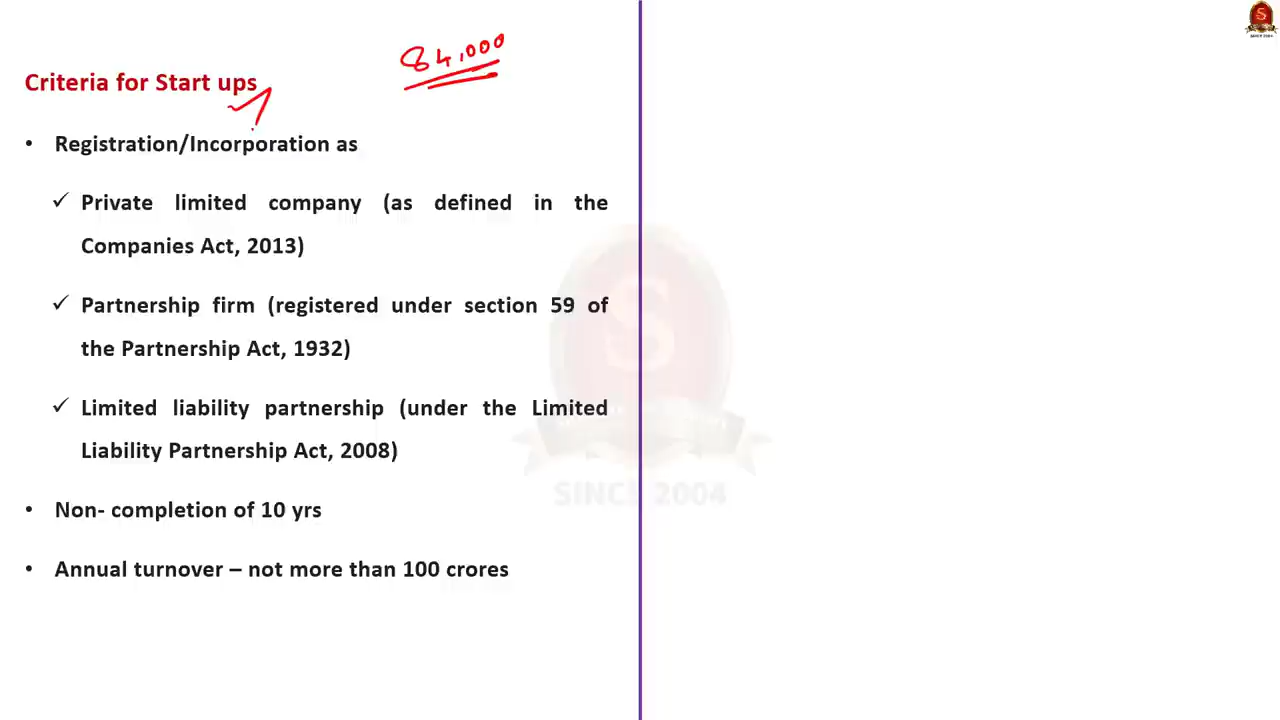 84,000
Criteria for Start ups
• Registration/Incorporation as
✓ Private limited company (as defined in the
Companies Act, 2013)
✓ Partnership firm (registered under section 59 of
the Partnership Act, 1932)
✓ Limited liability partnership (under the Limited
Liability Partnership Act, 2008)
• Non- completion of 10 yrs
• Annual turnover – not more than 100 crores
S
SINCE 2004
S
SINCE 2004